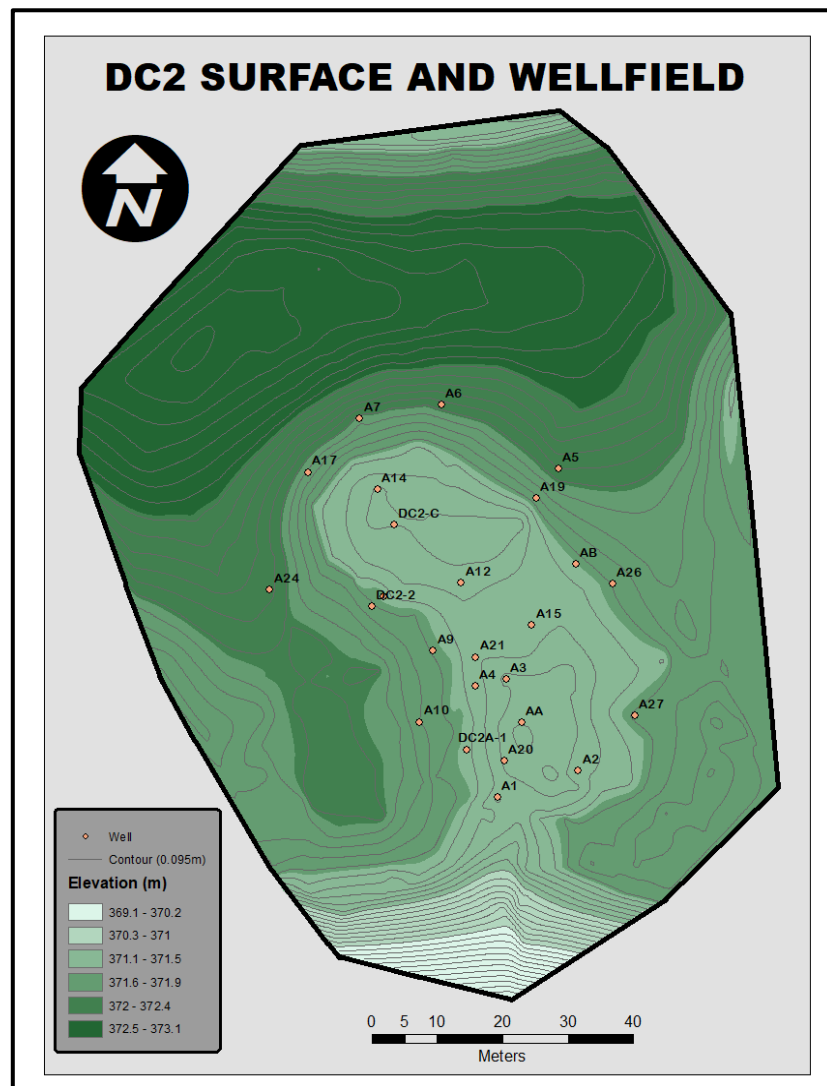 DC2 SURFACE AND WELLFIELD
N
A6
A7
A5
A17
A14
A19
DC2-C
AB
A12
A26
A24
DC2-2
A15
A9
A21
A3
A4
A10
AA
A27
DC2A-1
A20
A2
A1
Well
Contour (0.095m)
Elevation (m)
369.1 - 370.2
370.3 - 371
371.1 - 371.5
371.6 - 371.9
372 - 372.4
372.5 - 373.1
0 5 10 20 30 40
Meters